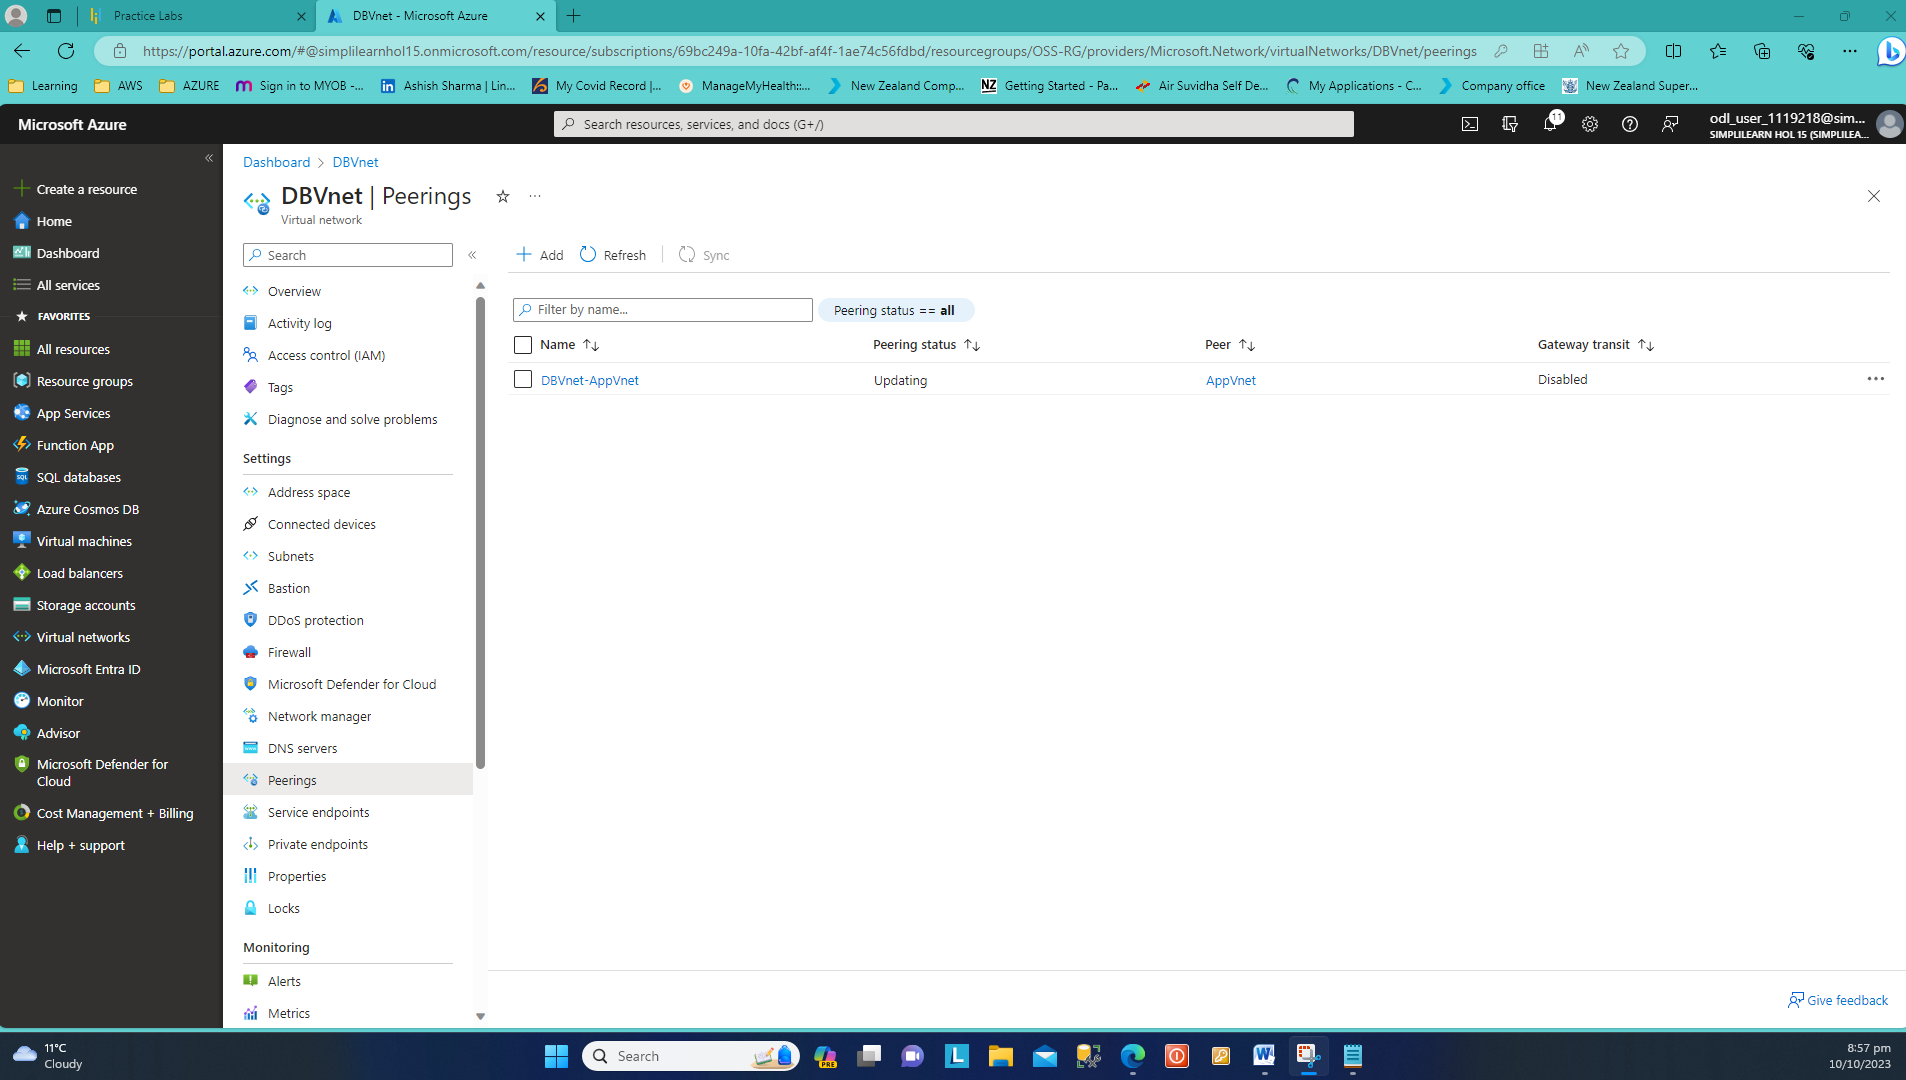 Practice Labs
DBVnet - Microsoft Azure
https://portal.azure.com/#@simplilearnhol15.onmicrosoft.com/resource/subscriptions/69bc249a-10fa-42bf-af4f-1ae74c56fdbd/resourcegroups/OSS-RG/providers/Microsoft.Network/virtualNetworks/DBVnet/peerings
Learning
AWS
AZURE
Sign in to MYOB -...
Ashish Sharma | Lin...
My Covid Record |...
ManageMyHealth::...
New Zealand Comp...
NZ
Getting Started - Pa...
Air Suvidha Self De...
My Applications - C...
Company office
New Zealand Super...
Microsoft Azure
Search resources, services, and docs (G+/)
11
odl_user_1119218@sim...
SIMPLILEARN HOL 15 (SIMPLILEA...
Create a resource
Home
Dashboard
All services
FAVORITES
All resources
Resource groups
App Services
Function App
SQL databases
Azure Cosmos DB
Virtual machines
Load balancers
Storage accounts
Virtual networks
Microsoft Entra ID
Monitor
Advisor
Microsoft Defender for
Cloud
Cost Management + Billing
Help + support
Dashboard > DBVnet
DBVnet | Peerings
Virtual network
Search
Overview
Activity log
Access control (IAM)
Tags
Diagnose and solve problems
Settings
Address space
Connected devices
Subnets
Bastion
DDoS protection
Firewall
Microsoft Defender for Cloud
Network manager
DNS servers
Peerings
Service endpoints
Private endpoints
Properties
Locks
Monitoring
Alerts
Metrics
Add
Refresh
Sync
Filter by name...
Peering status == all
Name
Peering status
Peer
Gateway transit
DBVnet-AppVnet
Updating
AppVnet
Disabled
Give feedback
11°C
Cloudy
Search
PRE
8:57 pm
10/10/2023